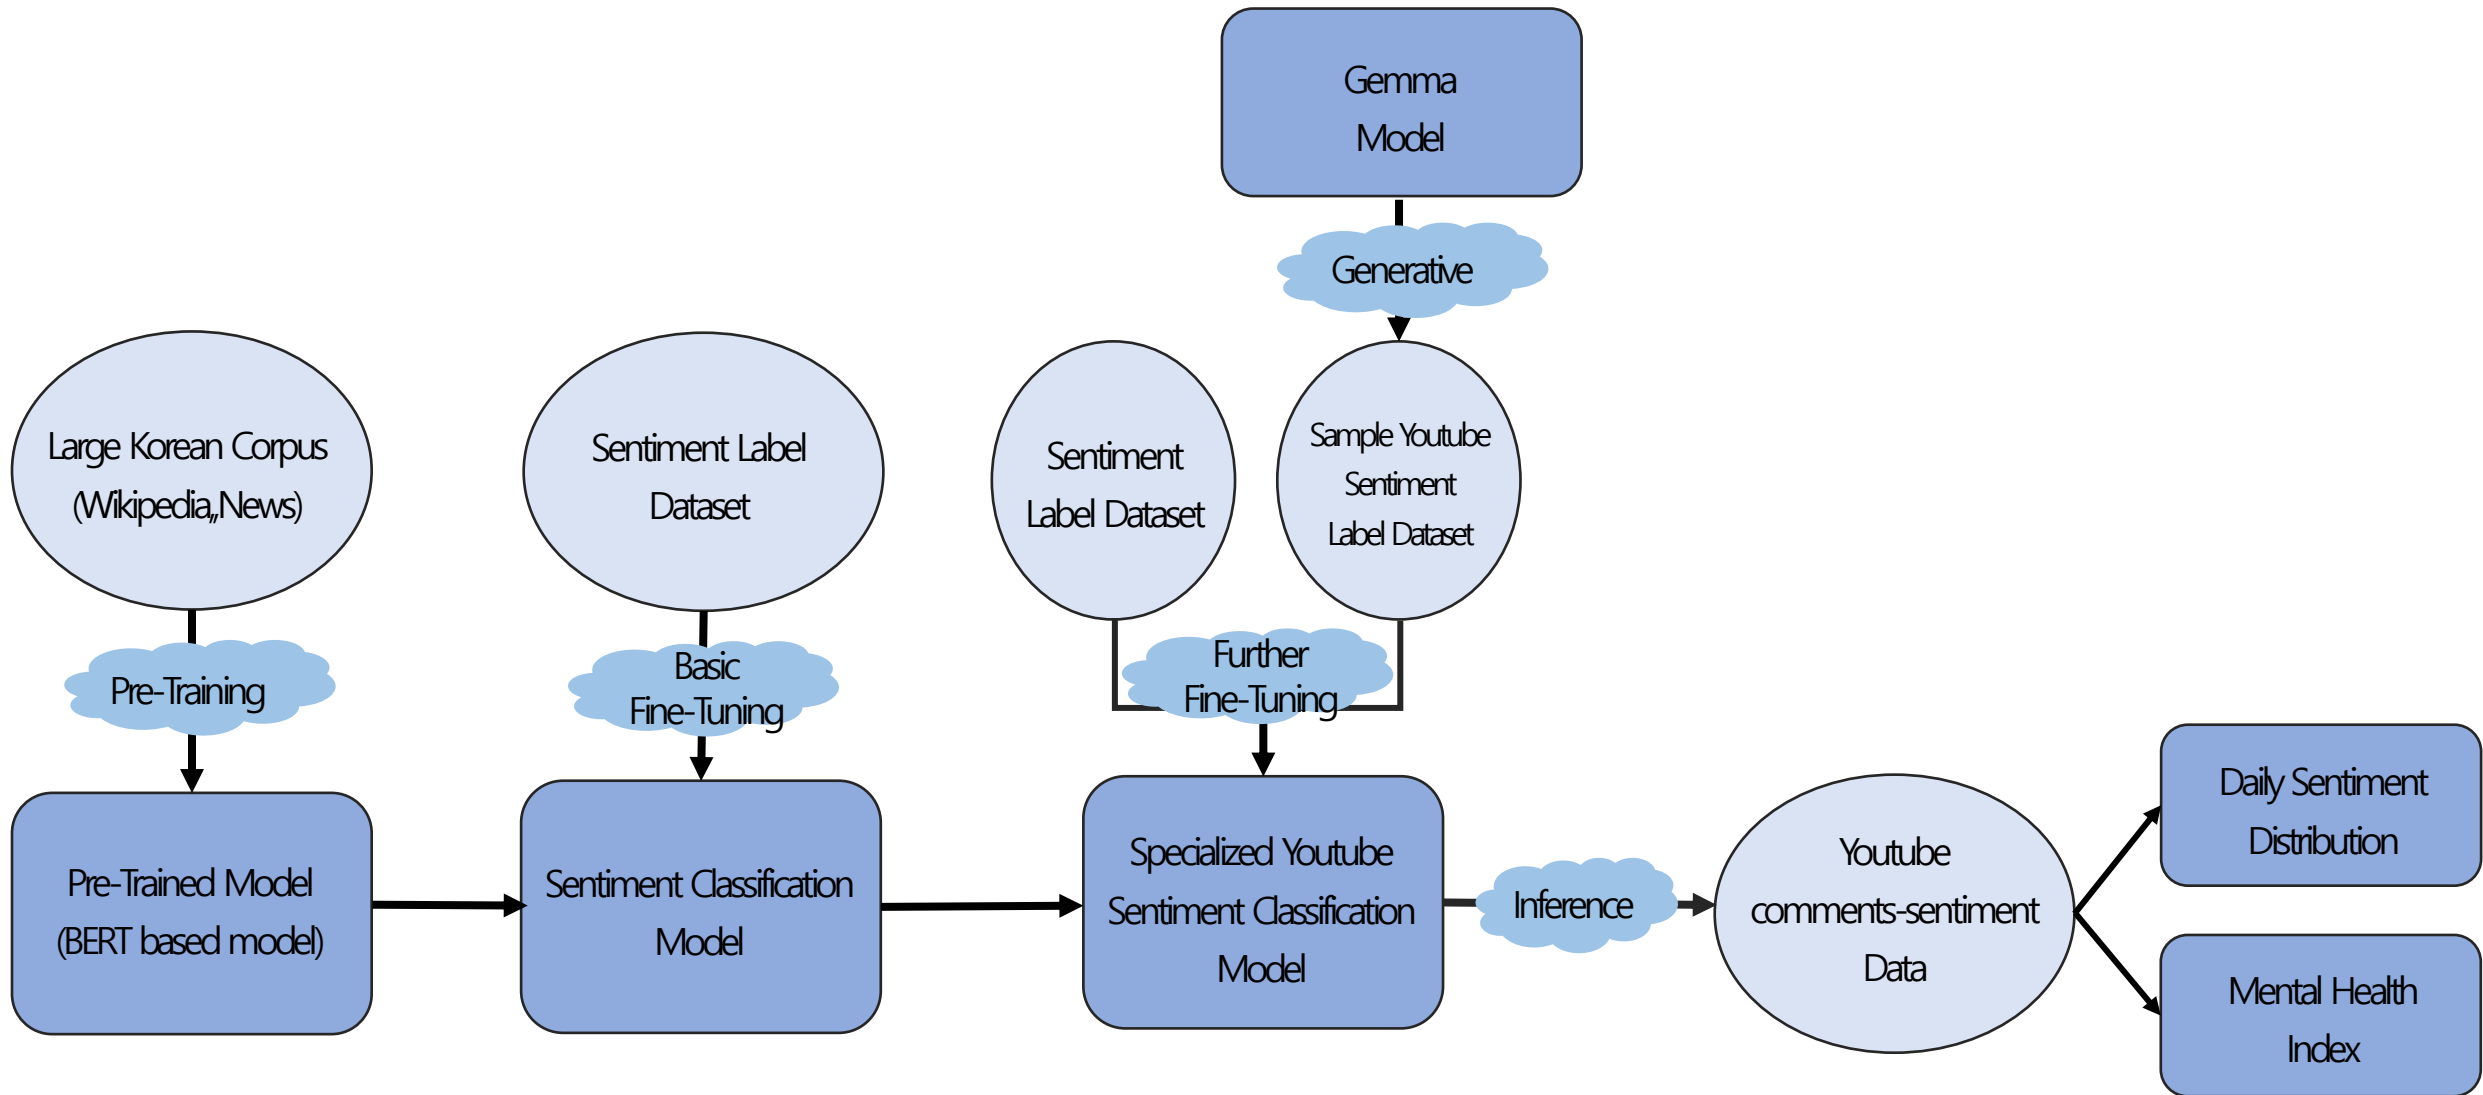 Gemma
Model
Generative
Large Korean Corpus
(Wikipedia,,News)
Sentiment Label
Dataset
Sentiment
Label Dataset
Sample Youtube
Sentiment
Label Dataset
Pre-Training
Basic
Fine-Tuning
Further
Fine-Tuning
Pre-Trained Model
(BERT based model)
Sentiment Classification
Model
Specialized Youtube
Sentiment Classification
Model
Inference
Youtube
comments-sentiment
Data
Daily Sentiment
Distribution
Mental Health
Index